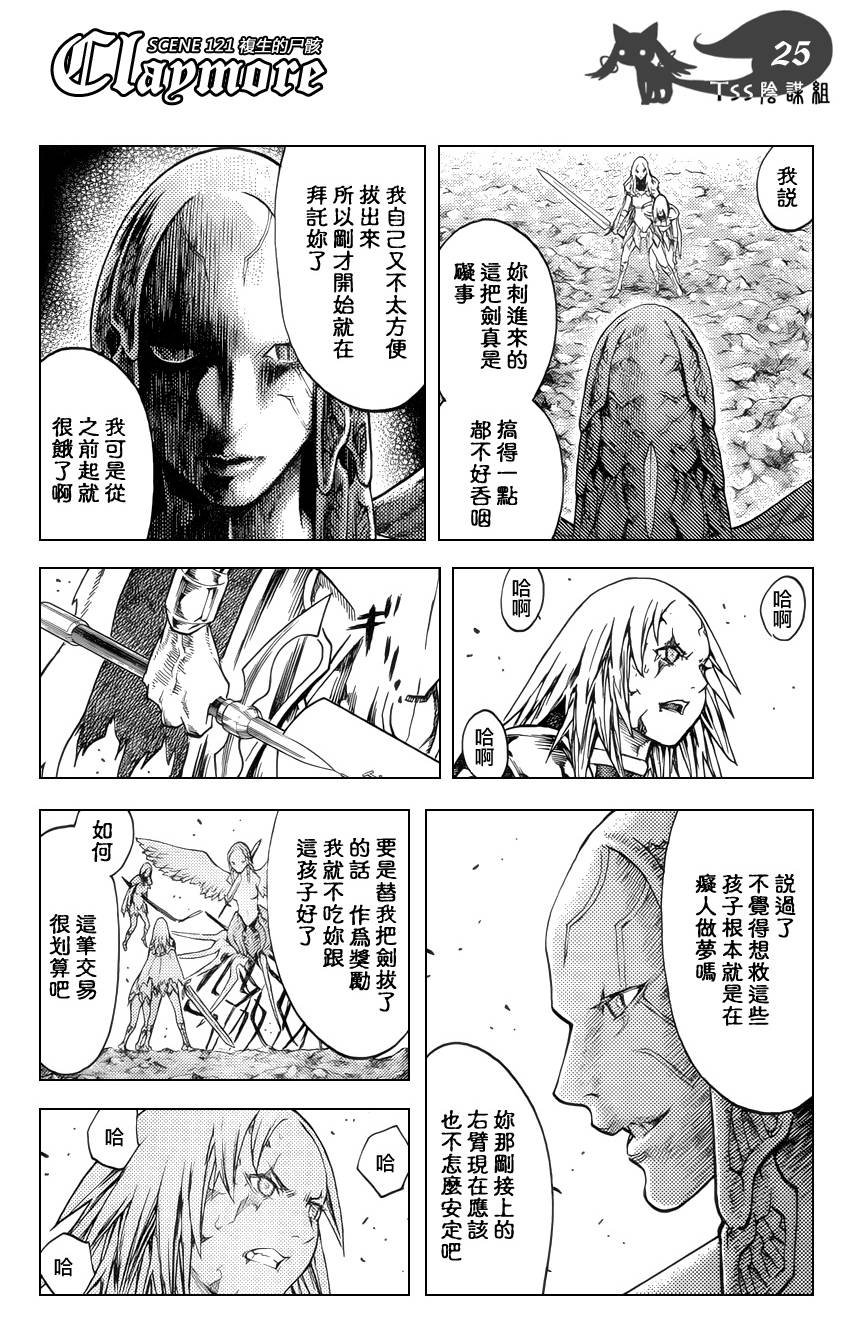 SCENE 121 複生的尸骸
Claymore
25
Tss陰謀組
我説
妳刺進來的
這把劍真是
礙事
搞得一點
都不好吞咽
我自己又不太方便
拔出來
所以剛才開始就在
拜託妳了
我可是從
之前起就
很餓了啊
哈啊
哈啊
哈啊
説過了
不覺得想救這些
孩子根本就是在
癡人做夢嗎
妳那剛接上的
右臂現在應該
也不怎麼安定吧
要是替我把劍拔了
的話 作爲獎勵
我就不吃妳跟
這孩子好了
如何
這筆交易
很划算吧
哈
哈
哈